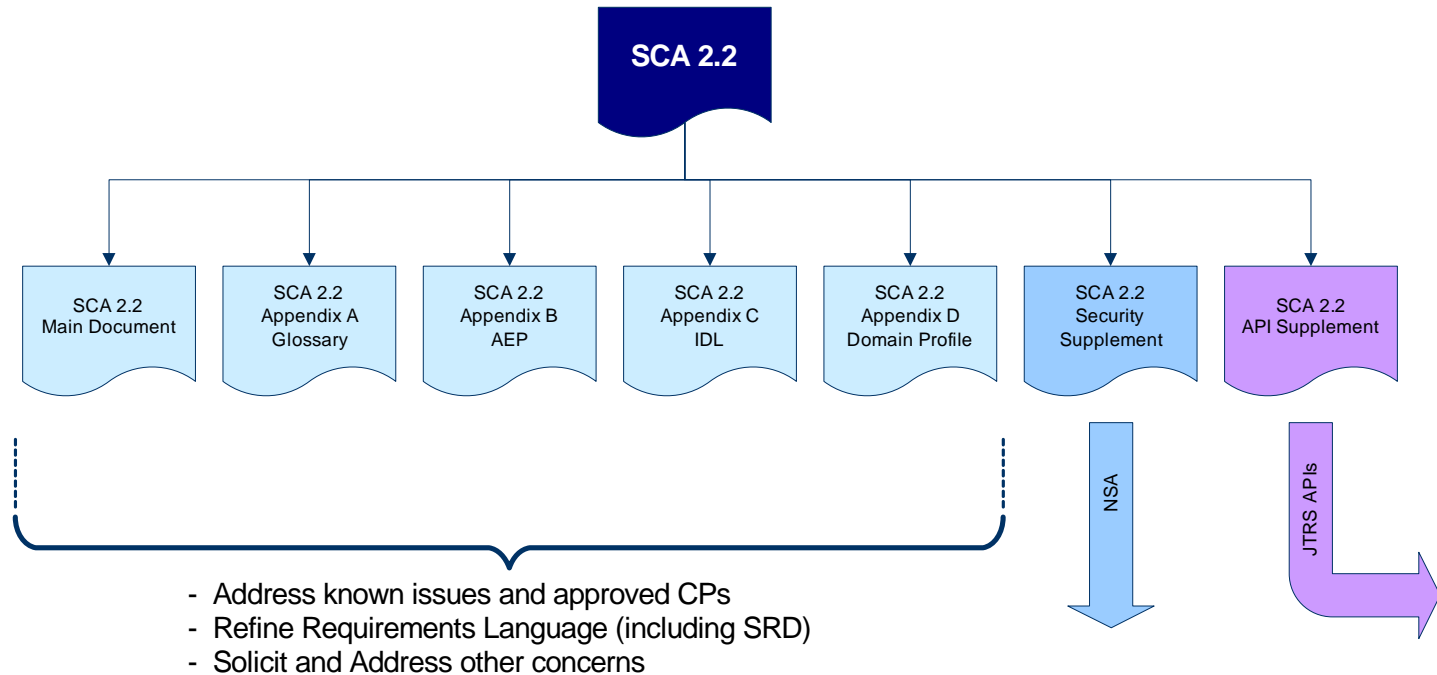 SCA 2.2
SCA 2.2
Main Document
SCA 2.2
Appendix A
Glossary
SCA 2.2
Appendix B
AEP
SCA 2.2
Appendix C
IDL
SCA 2.2
Appendix D
Domain Profile
SCA 2.2
Security
Supplement
SCA 2.2
API Supplement
NSA
JTRS APIs
- Address known issues and approved CPs
- Refine Requirements Language (including SRD)
- Solicit and Address other concerns